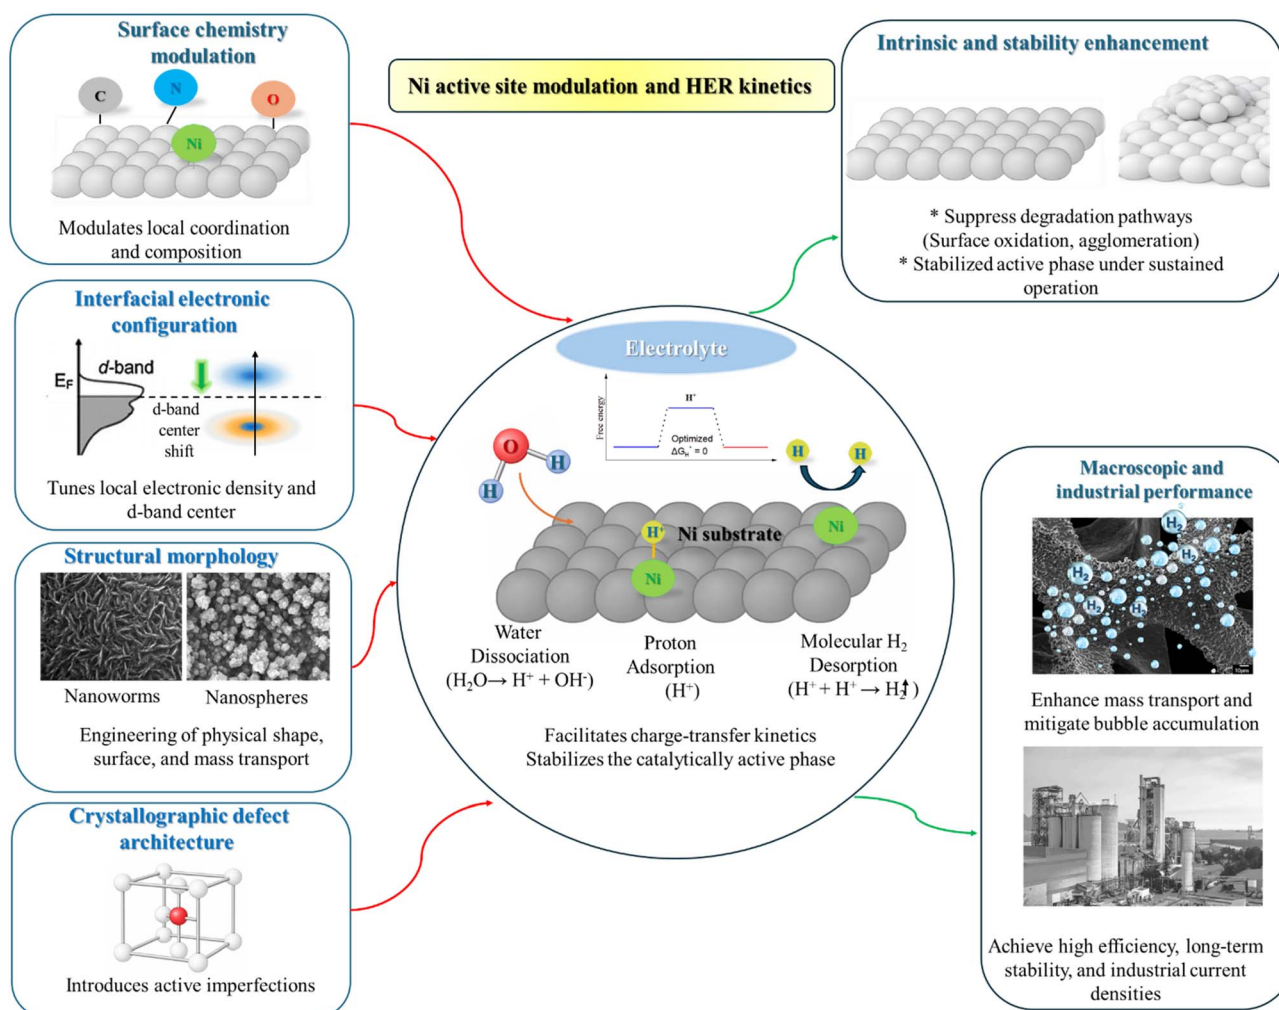 Surface chemistry
modulation
C
N
O
Ni
Modulates local coordination
and composition
Interfacial electronic
configuration
d-band
E_F
d-band
center
shift
Tunes local electronic density and
d-band center
Structural morphology
Nanoworms
Nanospheres
Engineering of physical shape,
surface, and mass transport
Crystallographic defect
architecture
Introduces active imperfections
Ni active site modulation and HER kinetics
Electrolyte
Free energy
H⁺
Optimized
ΔG_H* = 0
O
H
H
H
H
H⁺
Ni substrate
Ni
Ni
Water
Dissociation
(H₂O→ H⁺ + OH⁻)
Proton
Adsorption
(H⁺)
Molecular H₂
Desorption
(H⁺ + H⁺ → H₂↑)
Facilitates charge-transfer kinetics
Stabilizes the catalytically active phase
Intrinsic and stability enhancement
* Suppress degradation pathways
(Surface oxidation, agglomeration)
* Stabilized active phase under sustained
operation
Macroscopic and
industrial performance
H₂
H₂
H₂
H₂
H₂
10μm
Enhance mass transport and
mitigate bubble accumulation
Achieve high efficiency, long-term
stability, and industrial current
densities